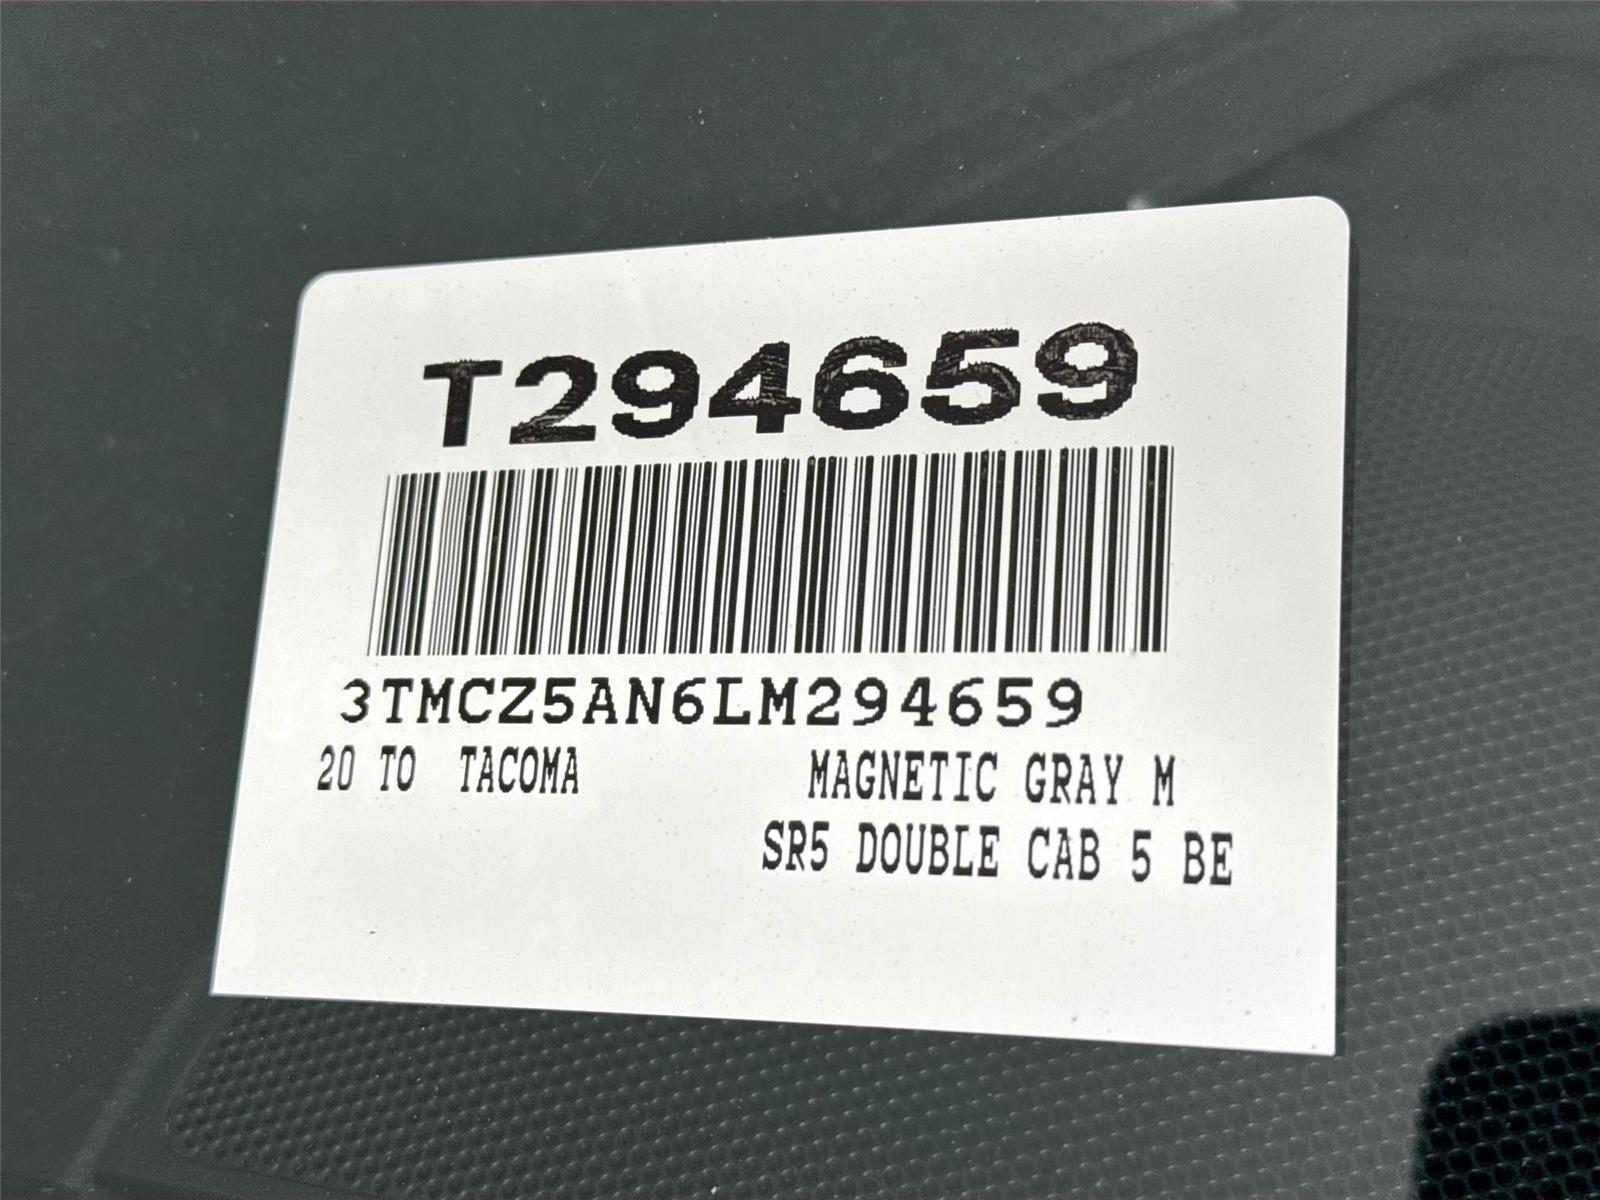 T294659
3TMCZ5AN6LM294659
20 TO TACOMA MAGNETIC GRAY M
SR5 DOUBLE CAB 5 BE